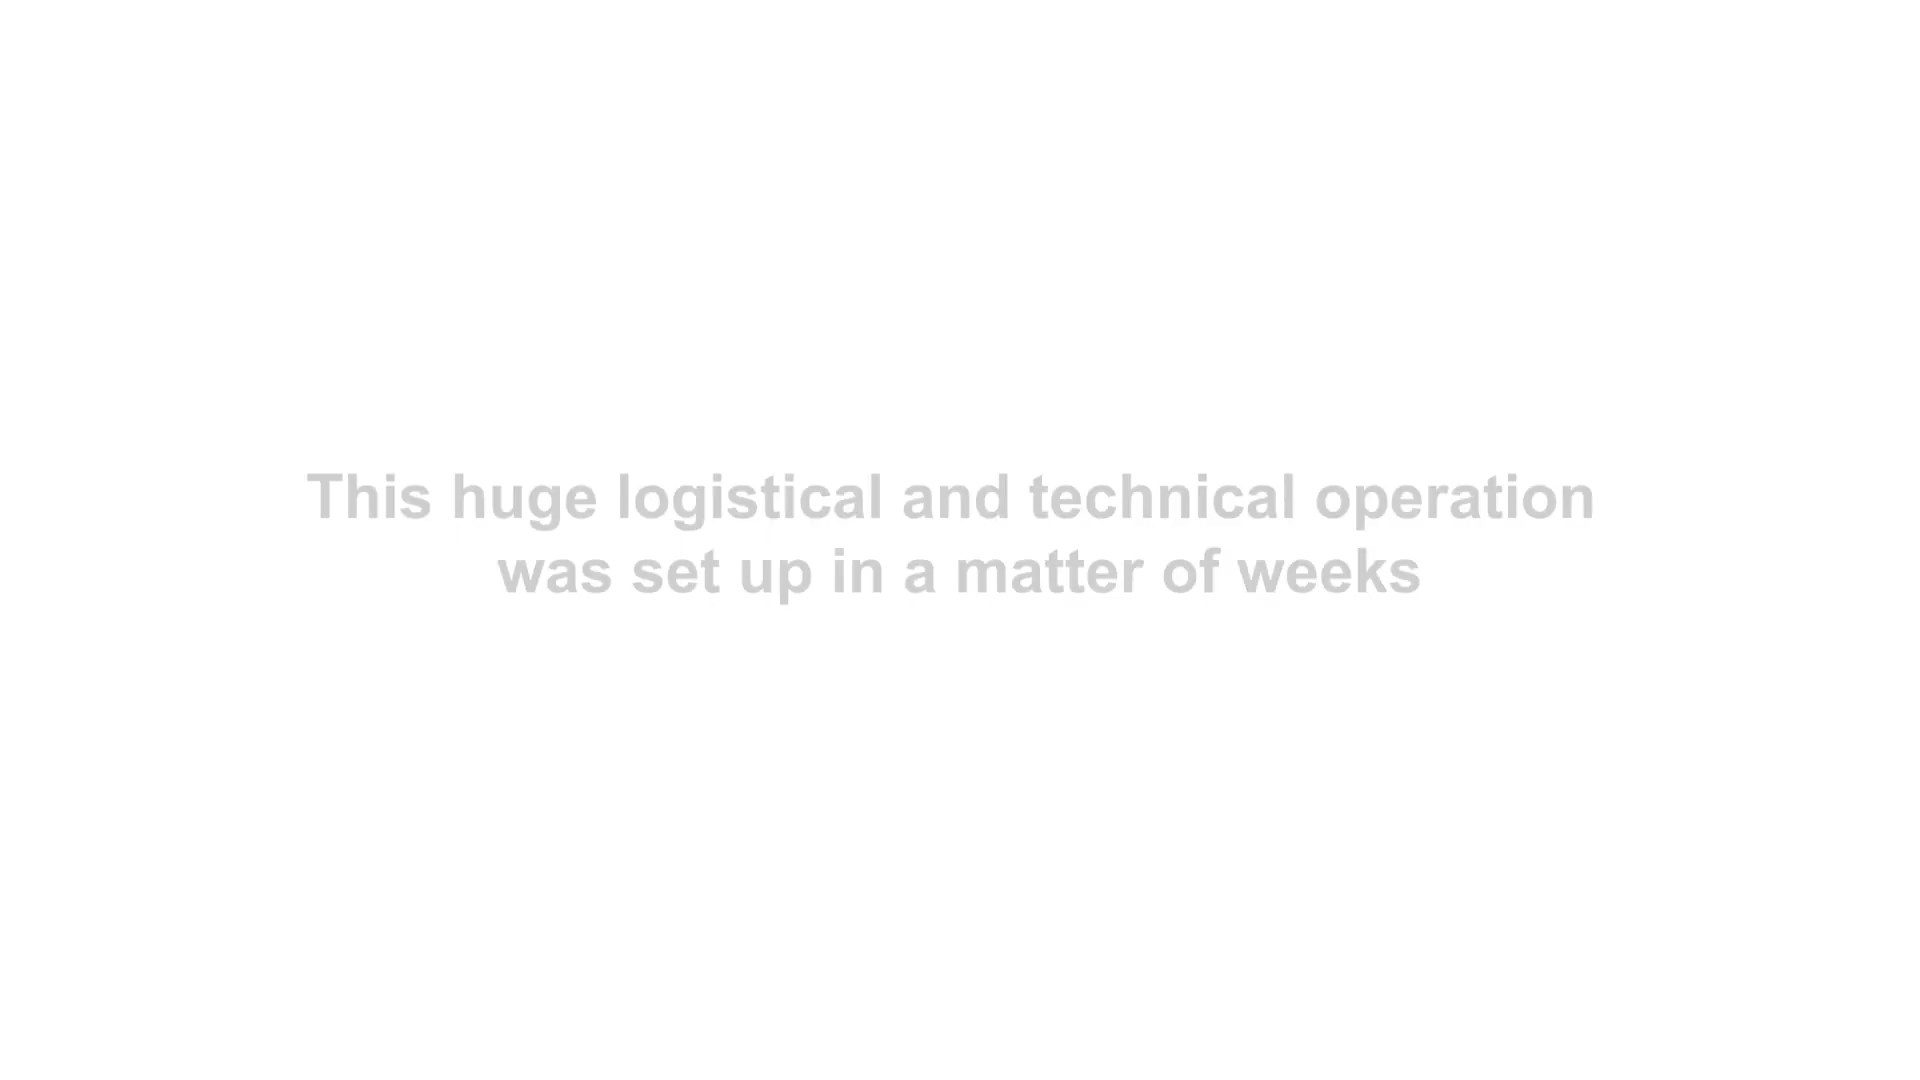 This huge logistical and technical operation
was set up in a matter of weeks